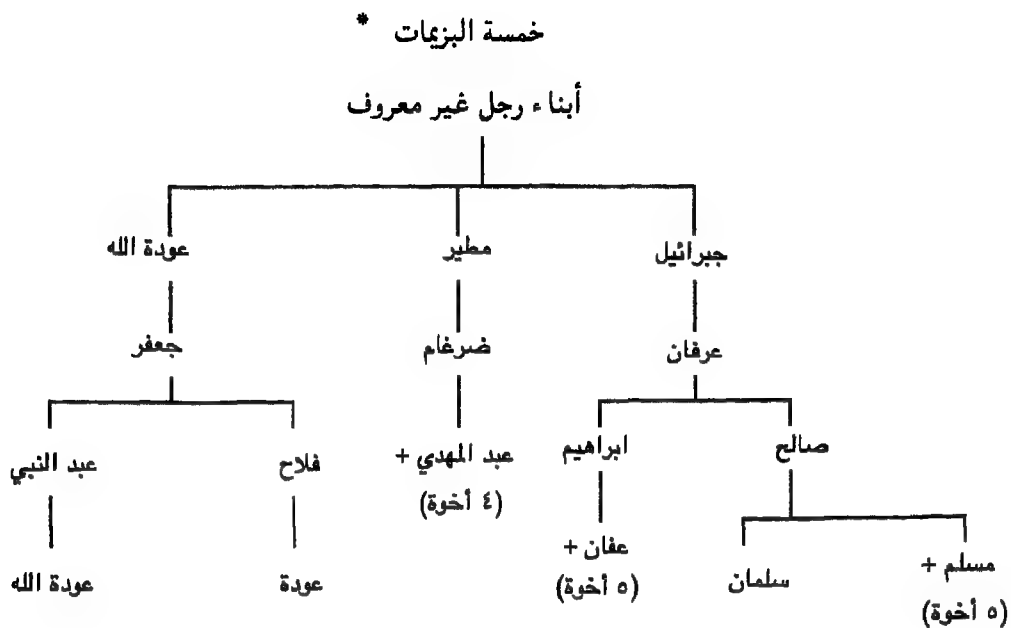 خمسة البزيمات *
أبناء رجل غير معروف
جبرائيل مطير عودة الله
عرفان ضرغام جعفر
صالح ابراهيم عبد المهدي + فلاح عبد النبي
(٤ أخوة)
مسلم + سلمان عفان + عودة عودة الله
(٥ أخوة) (٥ أخوة)